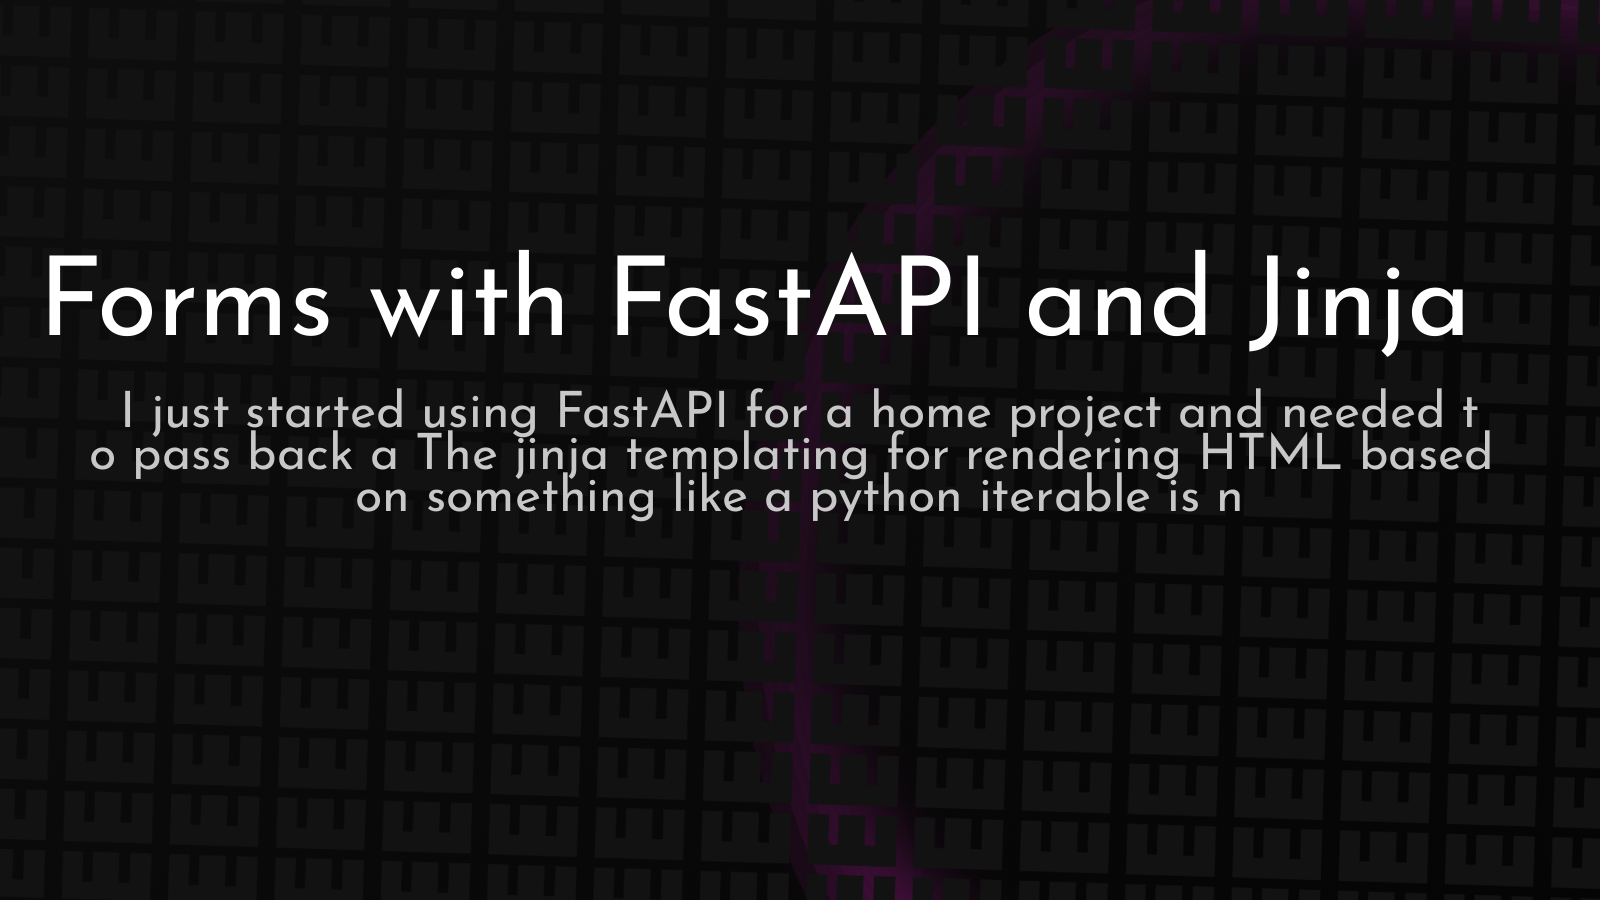 Forms with FastAPI and Jinja
I just started using FastAPI for a home project and needed t
o pass back a The jinja templating for rendering HTML based
on something like a python iterable is n